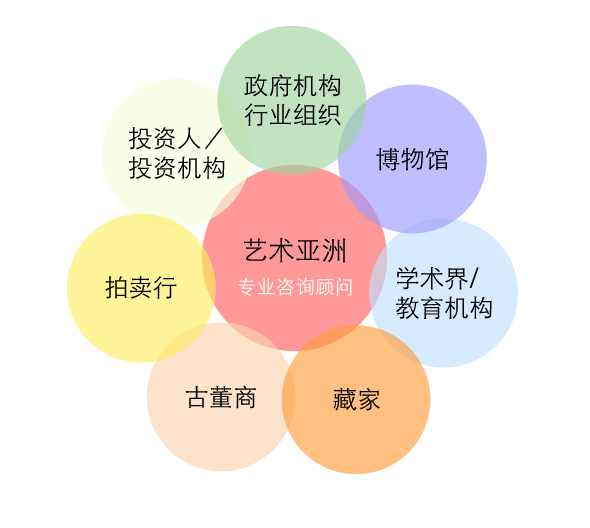 政府机构
行业组织
投资人/
投资机构
博物馆
艺术亚洲
专业咨询顾问
拍卖行
学术界/
教育机构
古董商
藏家